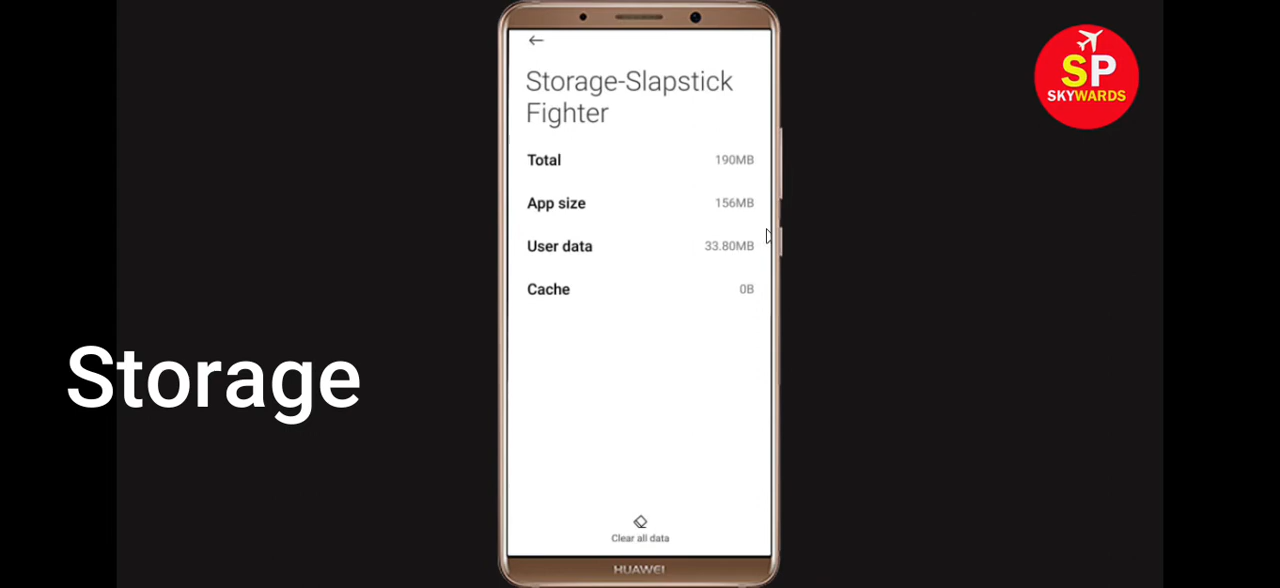 SP
SKYWARDS
Storage-Slapstick
Fighter
Total 190MB
App size 156MB
User data 33.80MB
Cache 0B
Storage
Clear all data
HUAWEI